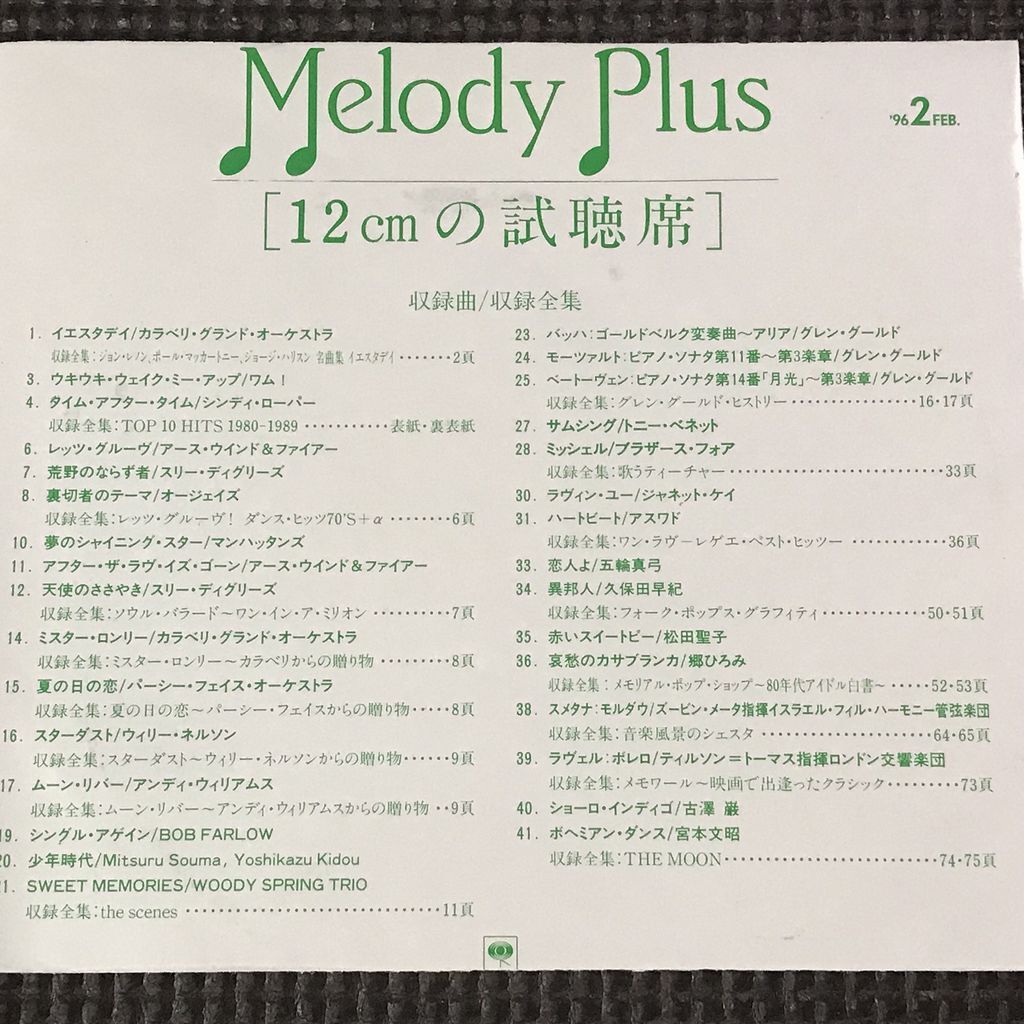 Melody Plus
'96 2 FEB.
[12cmの試聴席]
収録曲/収録全集
1. イエスタデイ/カラベリ・グランド・オーケストラ
収録全集:ジョン・レノン、ポール・マッカートニー、ジョージ・ハリスン 名曲集 イエスタデイ・・・・・・・2頁
3. ウキウキ・ウェイク・ミー・アップ/ワム!
4. タイム・アフター・タイム/シンディ・ローパー
収録全集:TOP 10 HITS 1980-1989 ・・・・・・・・・・・表紙・裏表紙
6. レッツ・グルーヴ/アース・ウインド&ファイアー
7. 荒野のならず者/スリー・ディグリーズ
8. 裏切者のテーマ/オージェイズ
収録全集:レッツ・グルーヴ! ダンス・ヒッツ70'S+α ・・・・・・・・6頁
10. 夢のシャイニング・スター/マンハッタンズ
11. アフター・ザ・ラヴ・イズ・ゴーン/アース・ウインド&ファイアー
12. 天使のささやき/スリー・ディグリーズ
収録全集:ソウル・バラード～ワン・イン・ア・ミリオン ・・・・・・・・・・7頁
14. ミスター・ロンリー/カラベリ・グランド・オーケストラ
収録全集:ミスター・ロンリー～カラベリからの贈り物 ・・・・・・・・・8頁
15. 夏の日の恋/パーシー・フェイス・オーケストラ
収録全集:夏の日の恋～パーシー・フェイスからの贈り物・・・・・8頁
16. スターダスト/ウィリー・ネルソン
収録全集:スターダスト～ウィリー・ネルソンからの贈物・・・・・・9頁
17. ムーン・リバー/アンディ・ウィリアムス
収録全集:ムーン・リバー～アンディ・ウィリアムスからの贈り物・・9頁
19. シングル・アゲイン/BOB FARLOW
20. 少年時代/Mitsuru Souma, Yoshikazu Kidou
21. SWEET MEMORIES/WOODY SPRING TRIO
収録全集:the scenes ・・・・・・・・・・・・・・・・・・・・・・・・・・・・・・11頁
23. バッハ:ゴールドベルク変奏曲～アリア/グレン・グールド
24. モーツァルト:ピアノ・ソナタ第11番～第3楽章/グレン・グールド
25. ベートーヴェン:ピアノ・ソナタ第14番「月光」～第3楽章/グレン・グールド
収録全集:グレン・グールド・ヒストリー・・・・・・・・・・・・・・・16・17頁
27. サムシング/トニー・ベネット
28. ミッシェル/ブラザース・フォア
収録全集:歌うティーチャー・・・・・・・・・・・・・・・・・・・・・・・・・・33頁
30. ラヴィン・ユー/ジャネット・ケイ
31. ハートビート/アスワド
収録全集:ワン・ラヴ－レゲエ・ベスト・ヒッツー ・・・・・・・・・・・・36頁
33. 恋人よ/五輪真弓
34. 異邦人/久保田早紀
収録全集:フォーク・ポップス・グラフィティ・・・・・・・・・・・・・50・51頁
35. 赤いスイートピー/松田聖子
36. 哀愁のカサブランカ/郷ひろみ
収録全集:メモリアル・ポップ・ショップ～80年代アイドル白書～・・・・・52・53頁
38. スメタナ:モルダウ/ズービン・メータ指揮イスラエル・フィル・ハーモニー管弦楽団
収録全集:音楽風景のシエスタ ・・・・・・・・・・・・・・・・・・・・・64・65頁
39. ラヴェル:ボレロ/ティルソン=トーマス指揮ロンドン交響楽団
収録全集:メモワール～映画で出逢ったクラシック・・・・・・・・・73頁
40. ショーロ・インディゴ/古澤 巌
41. ボヘミアン・ダンス/宮本文昭
収録全集:THE MOON・・・・・・・・・・・・・・・・・・・・・・・・・74・75頁